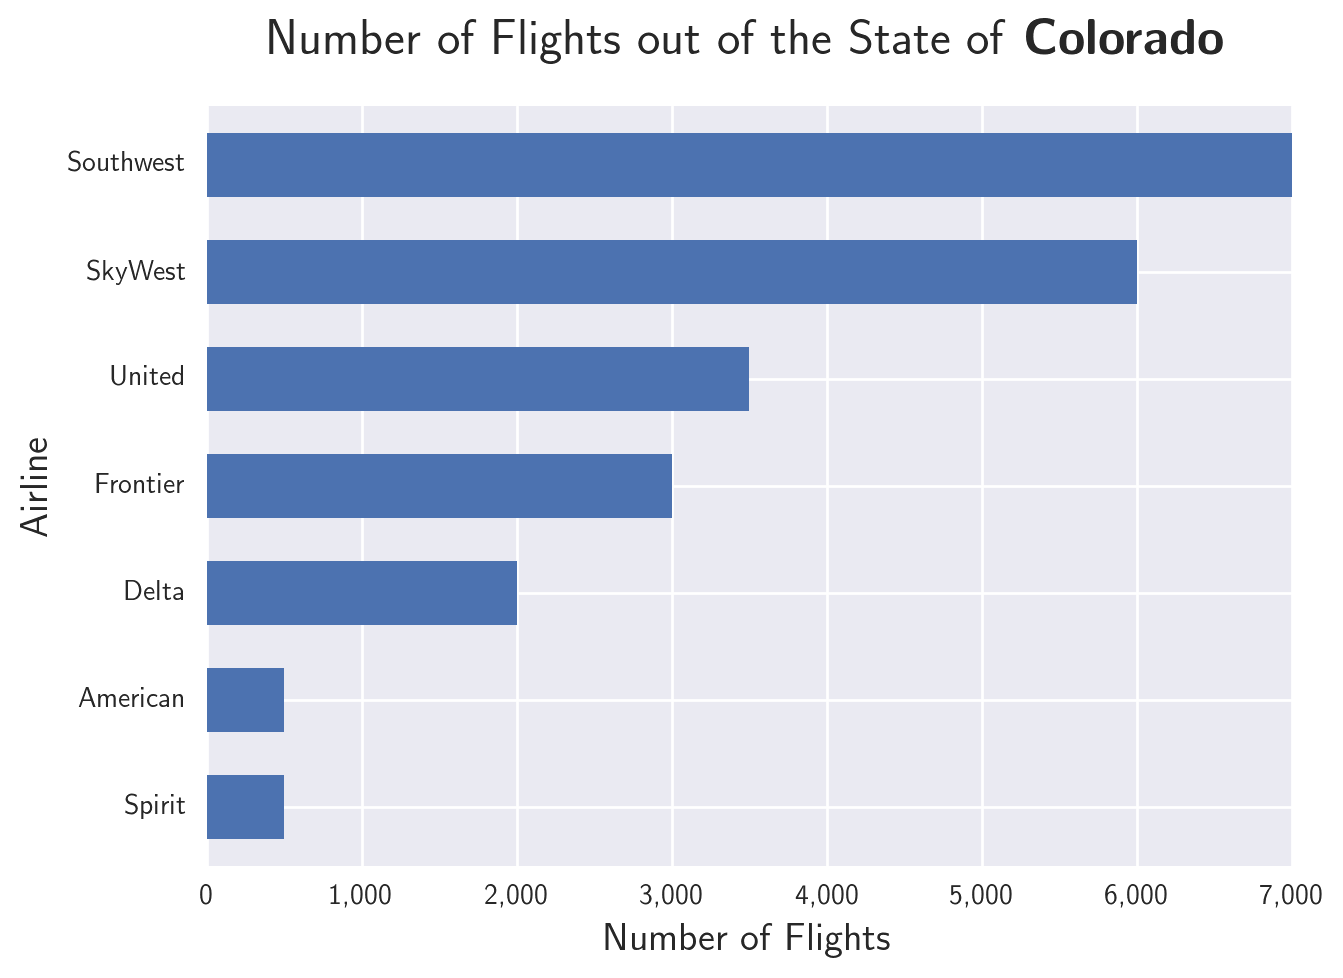 Number of Flights out of the State of Colorado
Southwest
SkyWest
United
Frontier
Delta
American
Spirit
Airline
0 1,000 2,000 3,000 4,000 5,000 6,000 7,000
Number of Flights